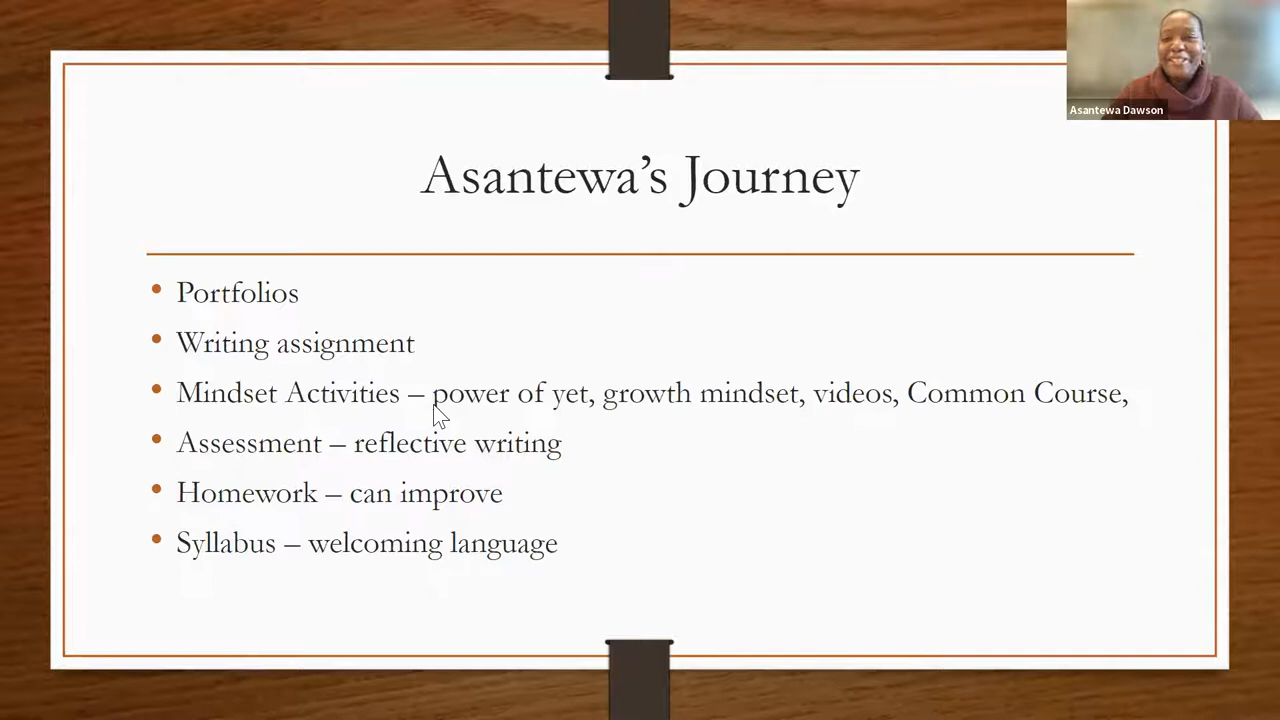 Asantewa Dawson
Asantewa’s Journey
• Portfolios
• Writing assignment
• Mindset Activities – power of yet, growth mindset, videos, Common Course,
• Assessment – reflective writing
• Homework – can improve
• Syllabus – welcoming language